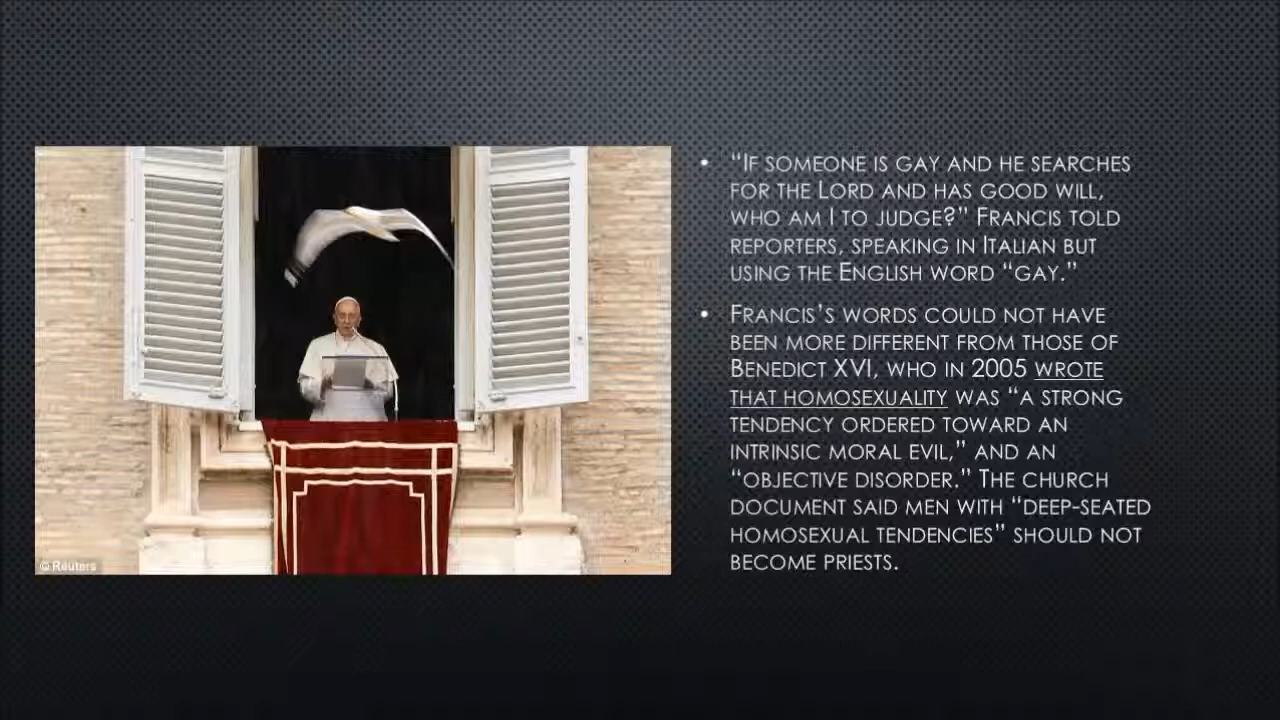 • “If someone is gay and he searches
for the Lord and has good will,
who am I to judge?” Francis told
reporters, speaking in Italian but
using the English word “gay.”
• Francis’s words could not have
been more different from those of
Benedict XVI, who in 2005 wrote
that homosexuality was “a strong
tendency ordered toward an
intrinsic moral evil,” and an
“objective disorder.” The church
document said men with “deep-seated
homosexual tendencies” should not
become priests.
© Reuters